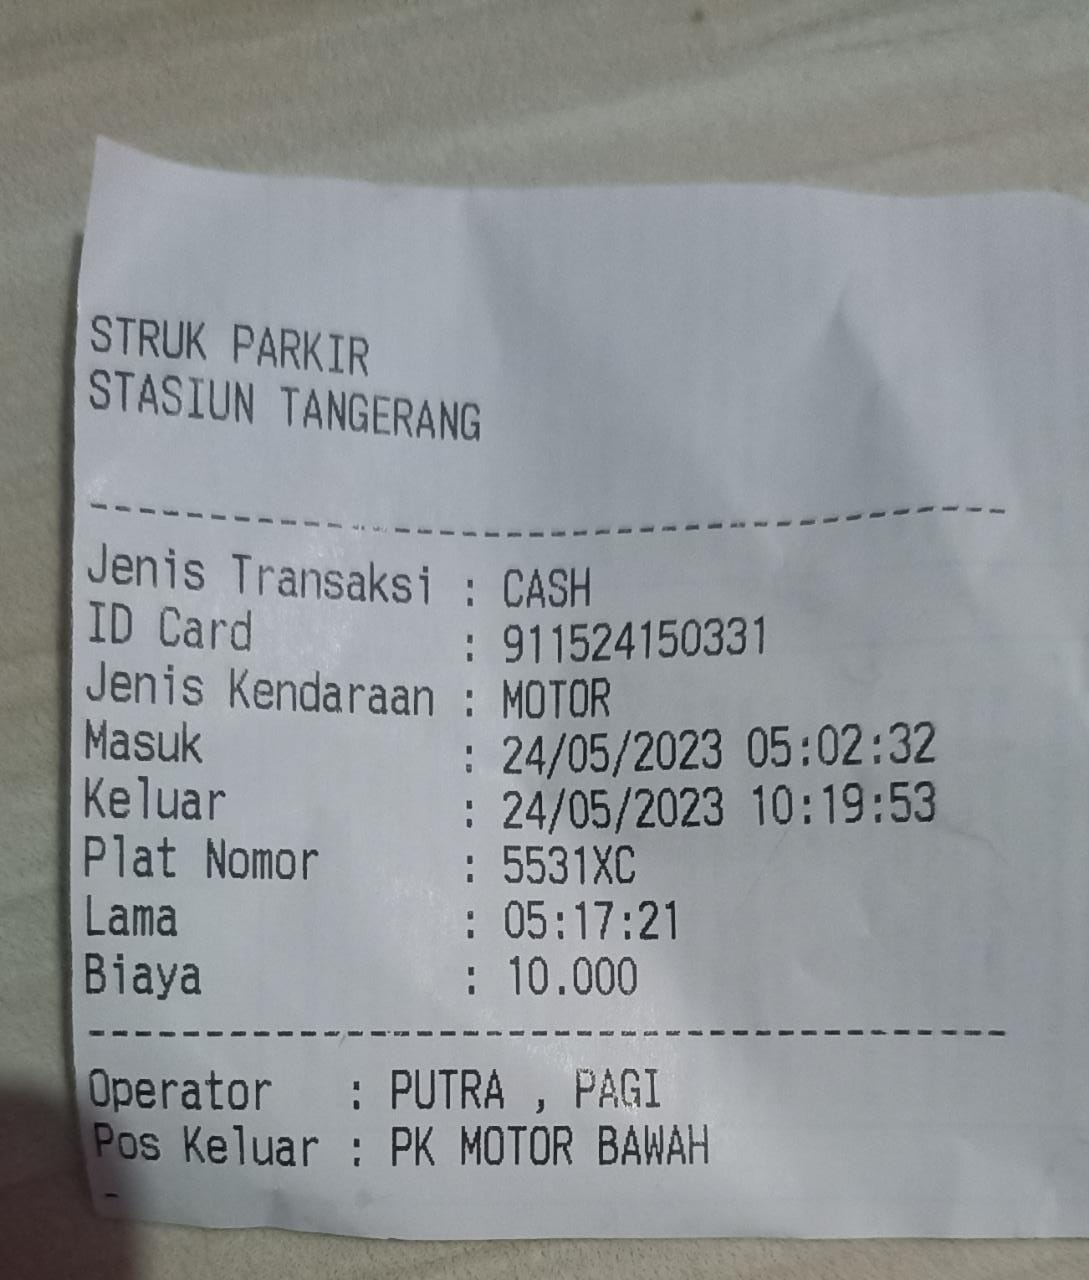 STRUK PARKIR
STASIUN TANGERANG
----------------------------------------
Jenis Transaksi : CASH
ID Card : 911524150331
Jenis Kendaraan : MOTOR
Masuk : 24/05/2023 05:02:32
Keluar : 24/05/2023 10:19:53
Plat Nomor : 5531XC
Lama : 05:17:21
Biaya : 10.000
----------------------------------------
Operator : PUTRA , PAGI
Pos Keluar : PK MOTOR BAWAH
-